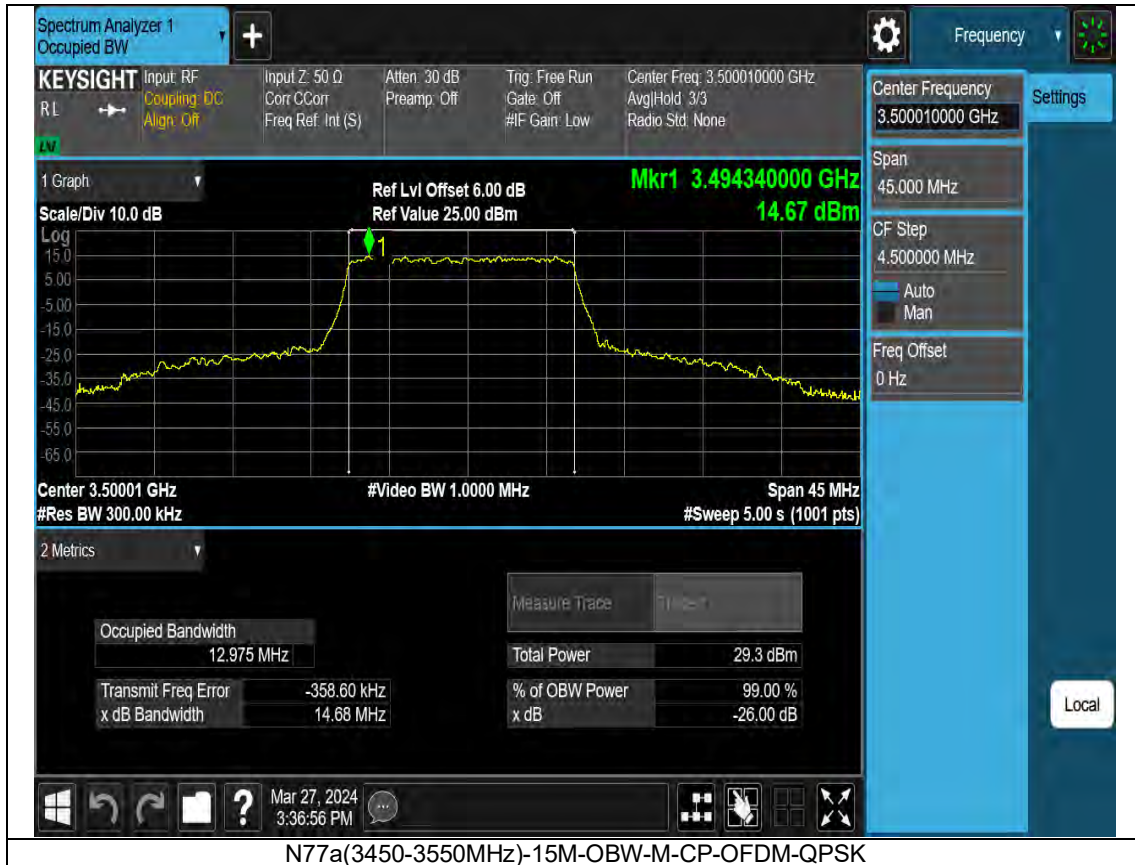 Spectrum Analyzer 1
Occupied BW
+
Frequency
KEYSIGHT
RL
LXI
Input: RF
Coupling: DC
Align: Off
Input Z: 50 Ω
Corr CCorr
Freq Ref: Int (S)
Atten: 30 dB
Preamp: Off
Trig: Free Run
Gate: Off
#IF Gain: Low
Center Freq: 3.500010000 GHz
Avg|Hold: 3/3
Radio Std: None
Center Frequency
3.500010000 GHz
Settings
Span
45.000 MHz
CF Step
4.500000 MHz
Auto
Man
Freq Offset
0 Hz
Local
1 Graph
Scale/Div 10.0 dB
Ref Lvl Offset 6.00 dB
Ref Value 25.00 dBm
Mkr1 3.494340000 GHz
14.67 dBm
Log
1
15.0
5.00
-5.00
-15.0
-25.0
-35.0
-45.0
-55.0
-65.0
Center 3.50001 GHz
#Video BW 1.0000 MHz
Span 45 MHz
#Res BW 300.00 kHz
#Sweep 5.00 s (1001 pts)
2 Metrics
Measure Trace
Occupied Bandwidth
12.975 MHz
Total Power 29.3 dBm
Transmit Freq Error -358.60 kHz
% of OBW Power 99.00 %
x dB Bandwidth 14.68 MHz
x dB -26.00 dB
?
Mar 27, 2024
3:36:56 PM
N77a(3450-3550MHz)-15M-OBW-M-CP-OFDM-QPSK